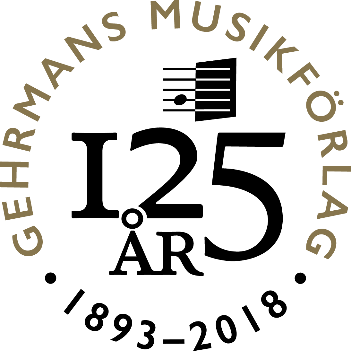 GEHRMANS MUSIKFÖRLAG
125
ÅR
• 1893–2018 •